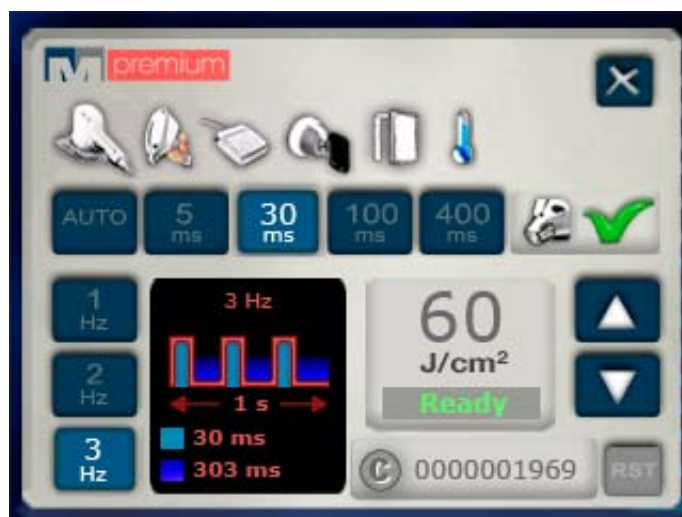 M premium
AUTO
5 ms
30 ms
100 ms
400 ms
1 Hz
2 Hz
3 Hz
3 Hz
1 s
30 ms
303 ms
60
J/cm²
Ready
C 0000001969
RST